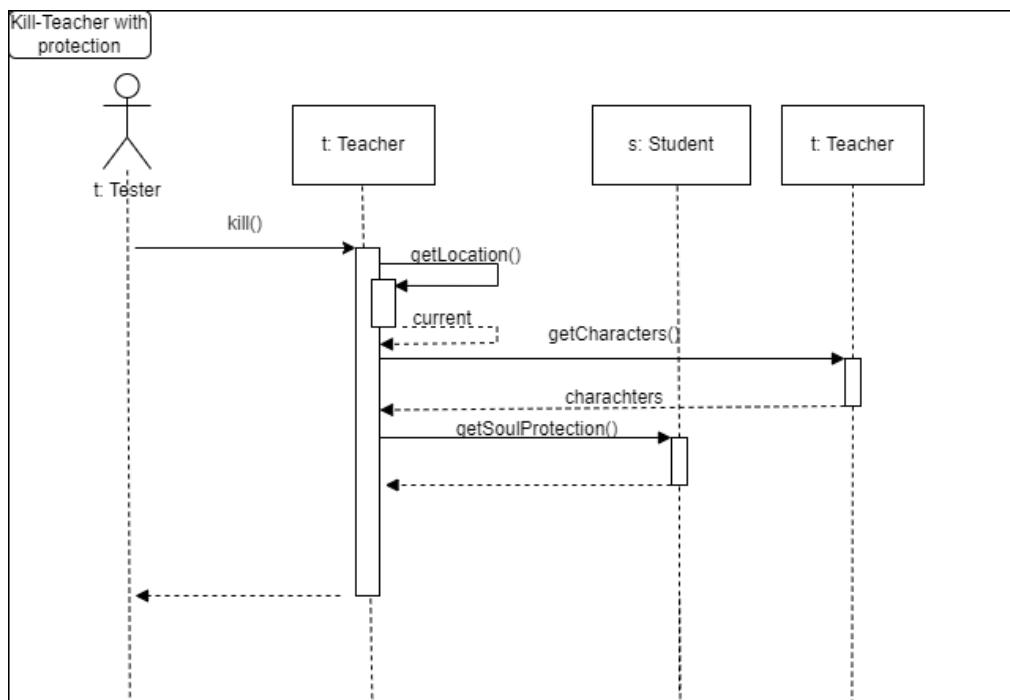 Kill-Teacher with
protection
t: Teacher
s: Student
t: Teacher
t: Tester
kill()
getLocation()
current
getCharacters()
charachters
getSoulProtection()